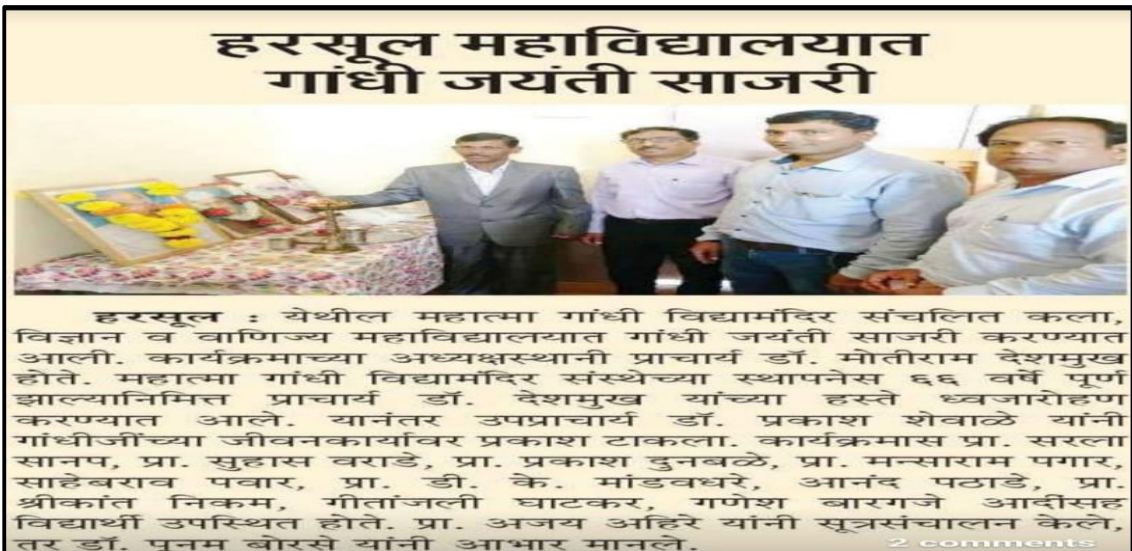 हरसूल महाविद्यालयात
गांधी जयंती साजरी
हरसूल : येथील महात्मा गांधी विद्यामंदिर संचलित कला,
विज्ञान व वाणिज्य महाविद्यालयात गांधी जयंती साजरी करण्यात
आली. कार्यक्रमाच्या अध्यक्षस्थानी प्राचार्य डॉ. मोतीराम देशमुख
होते. महात्मा गांधी विद्यामंदिर संस्थेच्या स्थापनेस ६६ वर्षे पूर्ण
झाल्यानिमित्त प्राचार्य डॉ. देशमुख यांच्या हस्ते ध्वजारोहण
करण्यात आले. यानंतर उपप्राचार्य डॉ. प्रकाश शेवाळे यांनी
गांधीजींच्या जीवनकार्यावर प्रकाश टाकला. कार्यक्रमास प्रा. सरला
सानप, प्रा. सुहास वराडे, प्रा. प्रकाश दुनबळे, प्रा. मन्साराम पगार,
साहेबराव पवार, प्रा. डी. के. मांडवधरे, आनंद पठाडे, प्रा.
श्रीकांत निकम, गीतांजली घाटकर, गणेश बारगजे आदींसह
विद्यार्थी उपस्थित होते. प्रा. अजय अहिरे यांनी सूत्रसंचालन केले,
तर डॉ. पूनम बोरसे यांनी आभार मानले.
2 comments